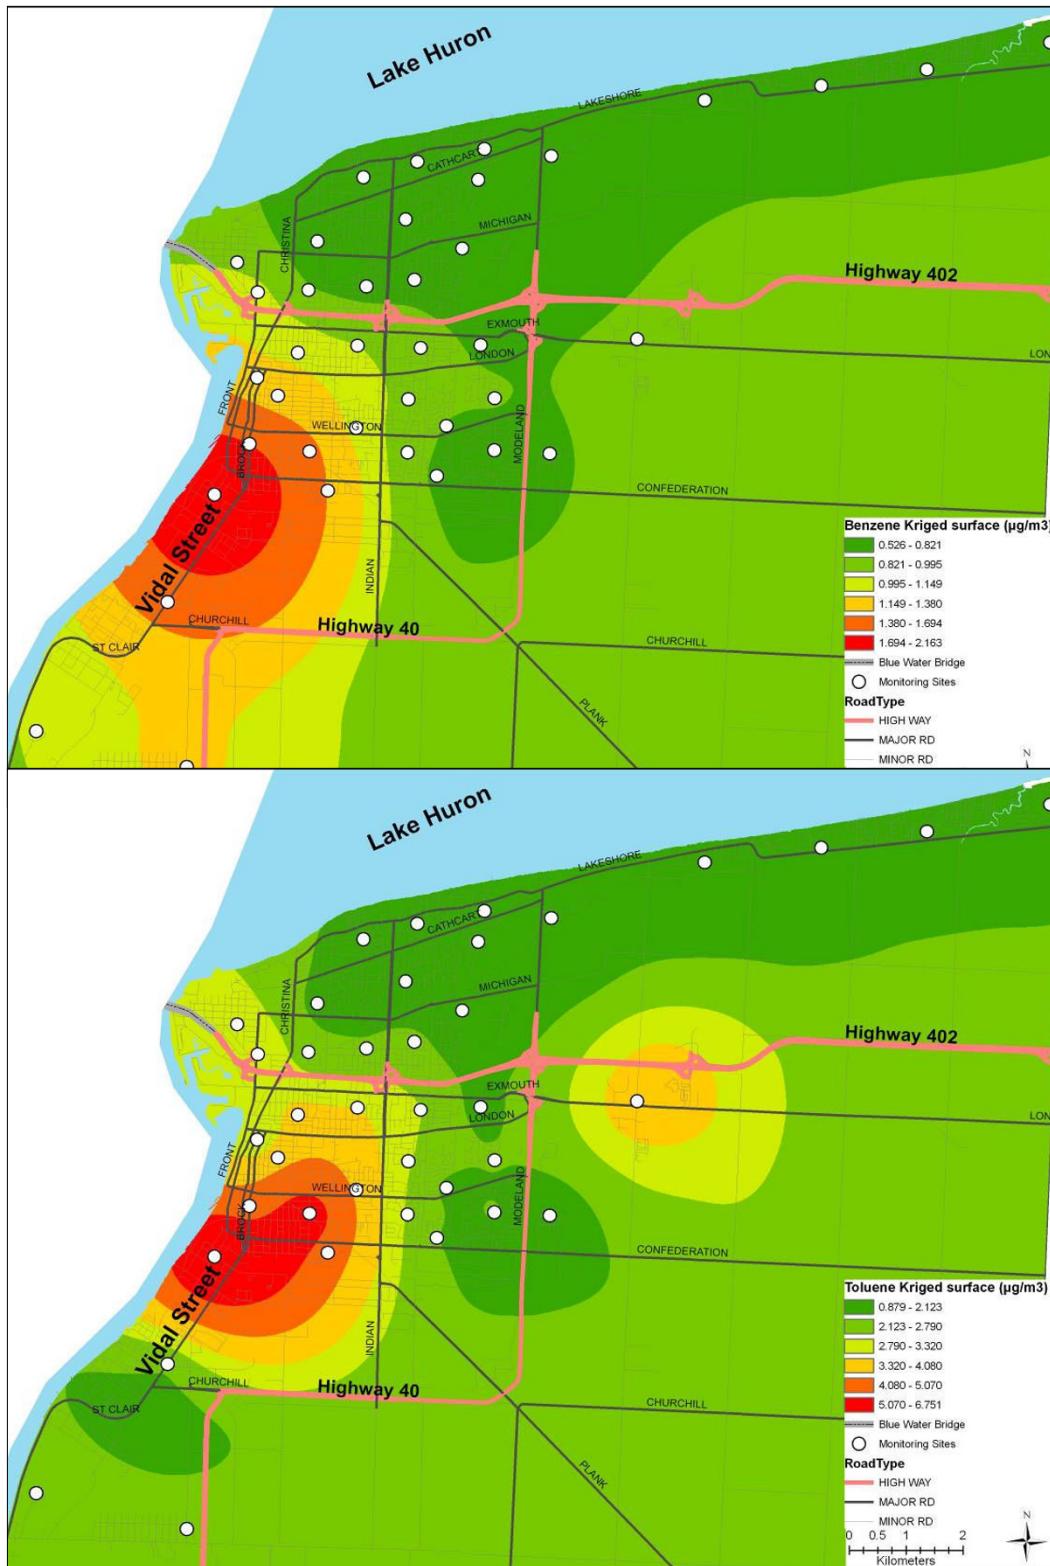 Lake Huron
LAKESHORE
CATHCART
CHRISTINA
MICHIGAN
Highway 402
EXMOUTH
LONDON
LON
FRONT
WELLINGTON
MODELAND
BROCK
CONFEDERATION
Vidal Street
INDIAN
CHURCHILL
Highway 40
ST CLAIR
CHURCHILL
PLANK
Benzene Kriged surface (µg/m3)
0.526 - 0.821
0.821 - 0.995
0.995 - 1.149
1.149 - 1.380
1.380 - 1.694
1.694 - 2.163
Blue Water Bridge
Monitoring Sites
RoadType
HIGH WAY
MAJOR RD
MINOR RD
N
Lake Huron
LAKESHORE
CATHCART
CHRISTINA
MICHIGAN
Highway 402
EXMOUTH
LONDON
LON
FRONT
WELLINGTON
MODELAND
BROCK
CONFEDERATION
Vidal Street
INDIAN
CHURCHILL
Highway 40
ST CLAIR
CHURCHILL
PLANK
Toluene Kriged surface (µg/m3)
0.879 - 2.123
2.123 - 2.790
2.790 - 3.320
3.320 - 4.080
4.080 - 5.070
5.070 - 6.751
Blue Water Bridge
Monitoring Sites
RoadType
HIGH WAY
MAJOR RD
MINOR RD
N
0 0.5 1 2
Kilometers